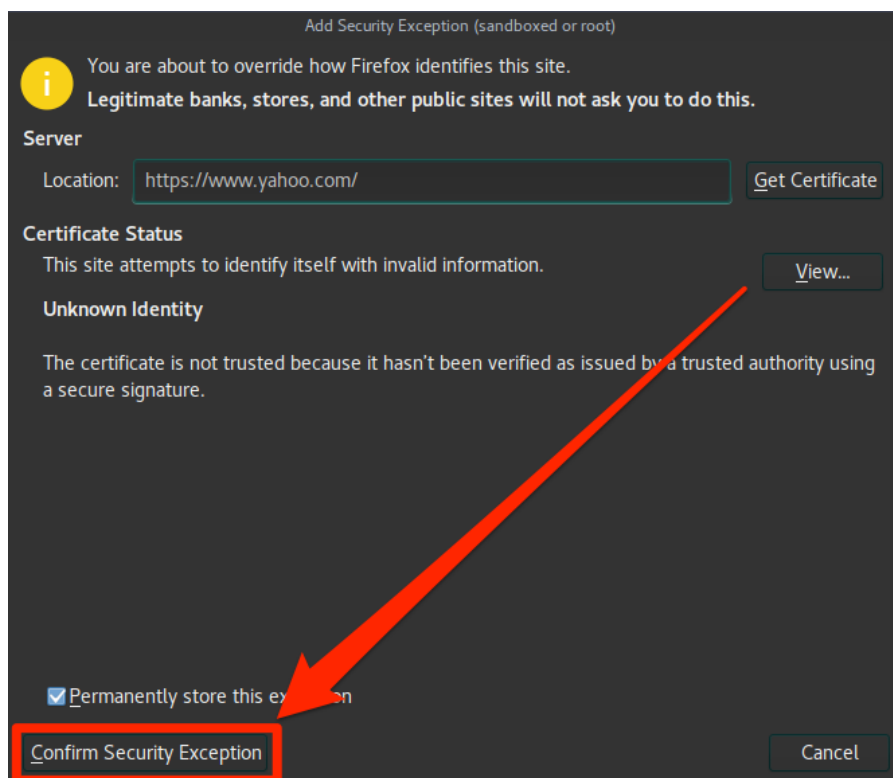 Add Security Exception (sandboxed or root)
i
You are about to override how Firefox identifies this site.
Legitimate banks, stores, and other public sites will not ask you to do this.
Server
Location: https://www.yahoo.com/ Get Certificate
Certificate Status
This site attempts to identify itself with invalid information.
View...
Unknown Identity
The certificate is not trusted because it hasn't been verified as issued by a trusted authority using
a secure signature.
Permanently store this exception
Confirm Security Exception Cancel